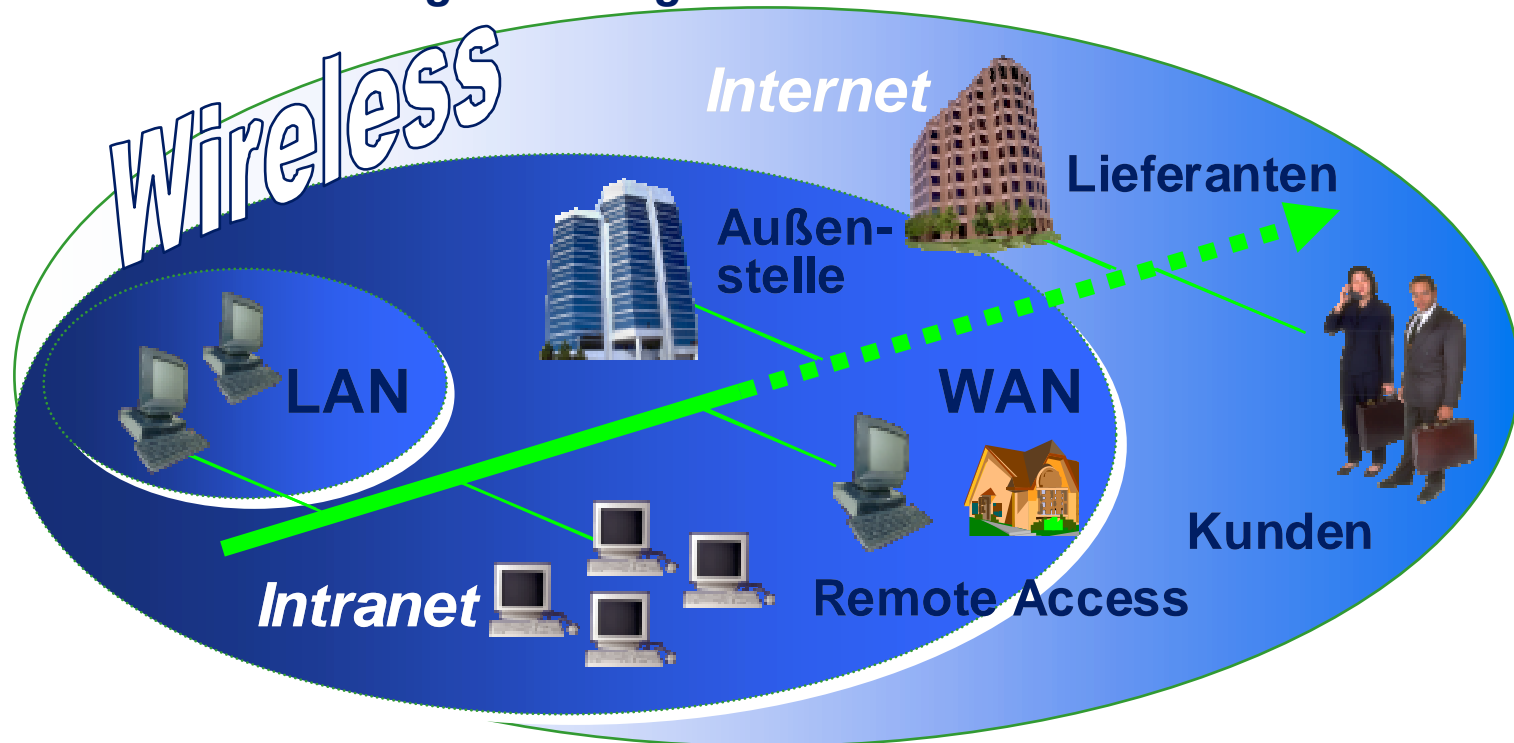 Wireless
Internet
Lieferanten
Außen-
stelle
LAN
WAN
Kunden
Intranet
Remote Access